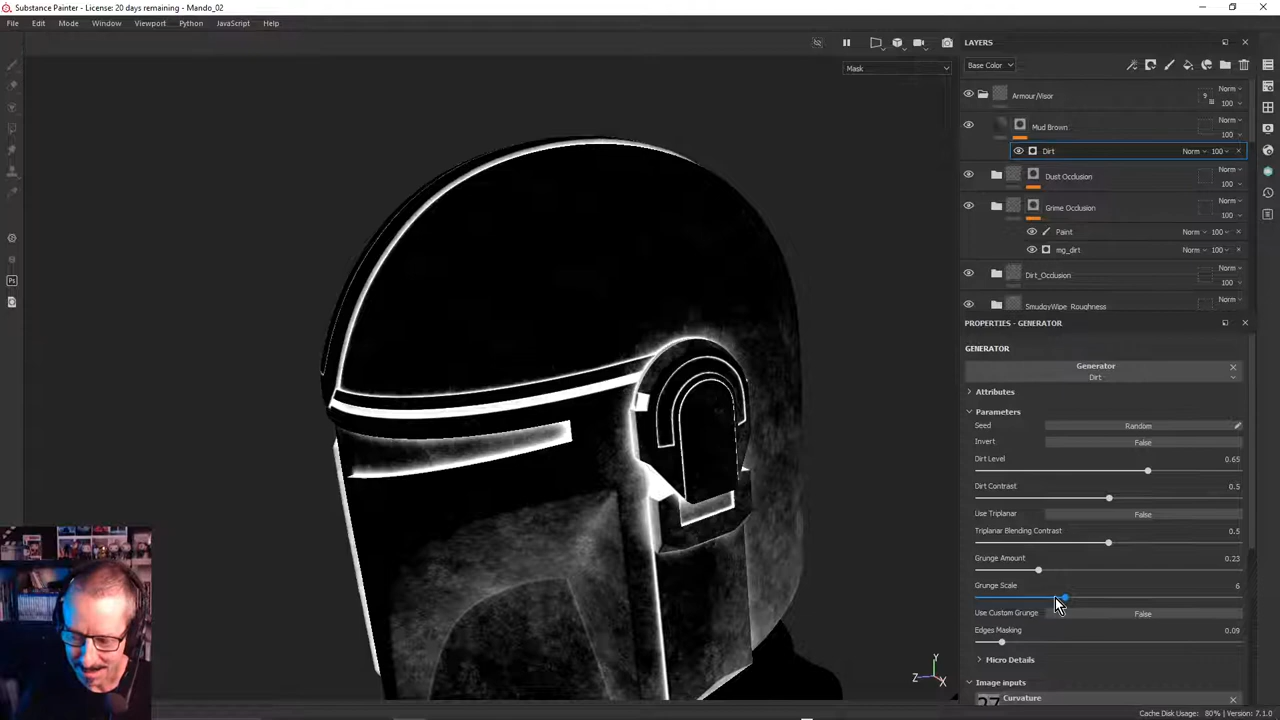 Substance Painter - License: 20 days remaining - Mando_02
File Edit Mode Window Viewport Python JavaScript Help
Mask
LAYERS
Base Color
Armour/Visor
Norm
100
Mud Brown
Norm
100
Dirt Norm 100
Dust Occlusion
Norm
100
Grime Occlusion
Norm
100
Paint Norm 100
mg_dirt Norm 100
Dirt_Occlusion
Norm
100
SmudgyWipe_Roughness
Norm
PROPERTIES - GENERATOR
GENERATOR
Generator
Dirt
Attributes
Parameters
Seed Random
Invert False
Dirt Level 0.65
Dirt Contrast 0.5
Use Triplanar False
Triplanar Blending Contrast 0.5
Grunge Amount 0.23
Grunge Scale 6
Use Custom Grunge False
Edges Masking 0.09
Micro Details
Image inputs
Curvature
Y
Z X
Cache Disk Usage: 80% | Version: 7.1.0